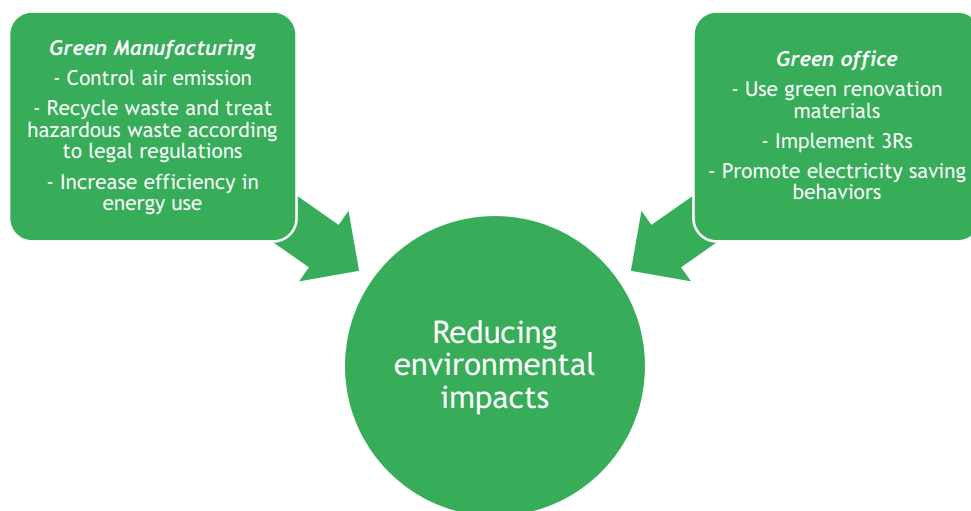 Green Manufacturing
- Control air emission
- Recycle waste and treat
hazardous waste according
to legal regulations
- Increase efficiency in
energy use
Green office
- Use green renovation
materials
- Implement 3Rs
- Promote electricity saving
behaviors
Reducing
environmental
impacts